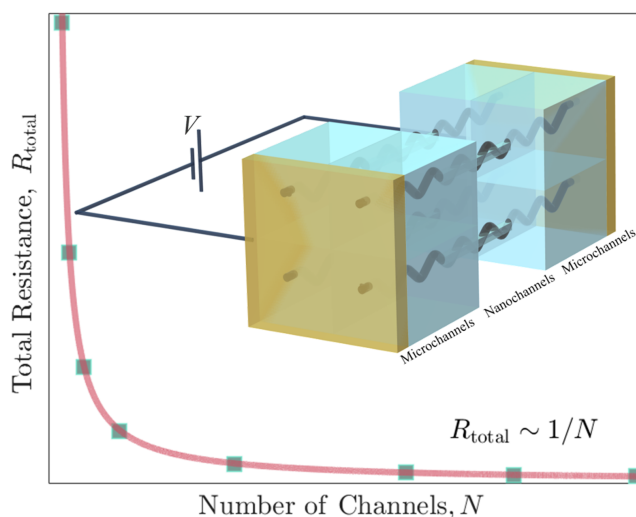 Total Resistance, R_total
V
Microchannels
Nanochannels
Microchannels
R_total ~ 1/N
Number of Channels, N